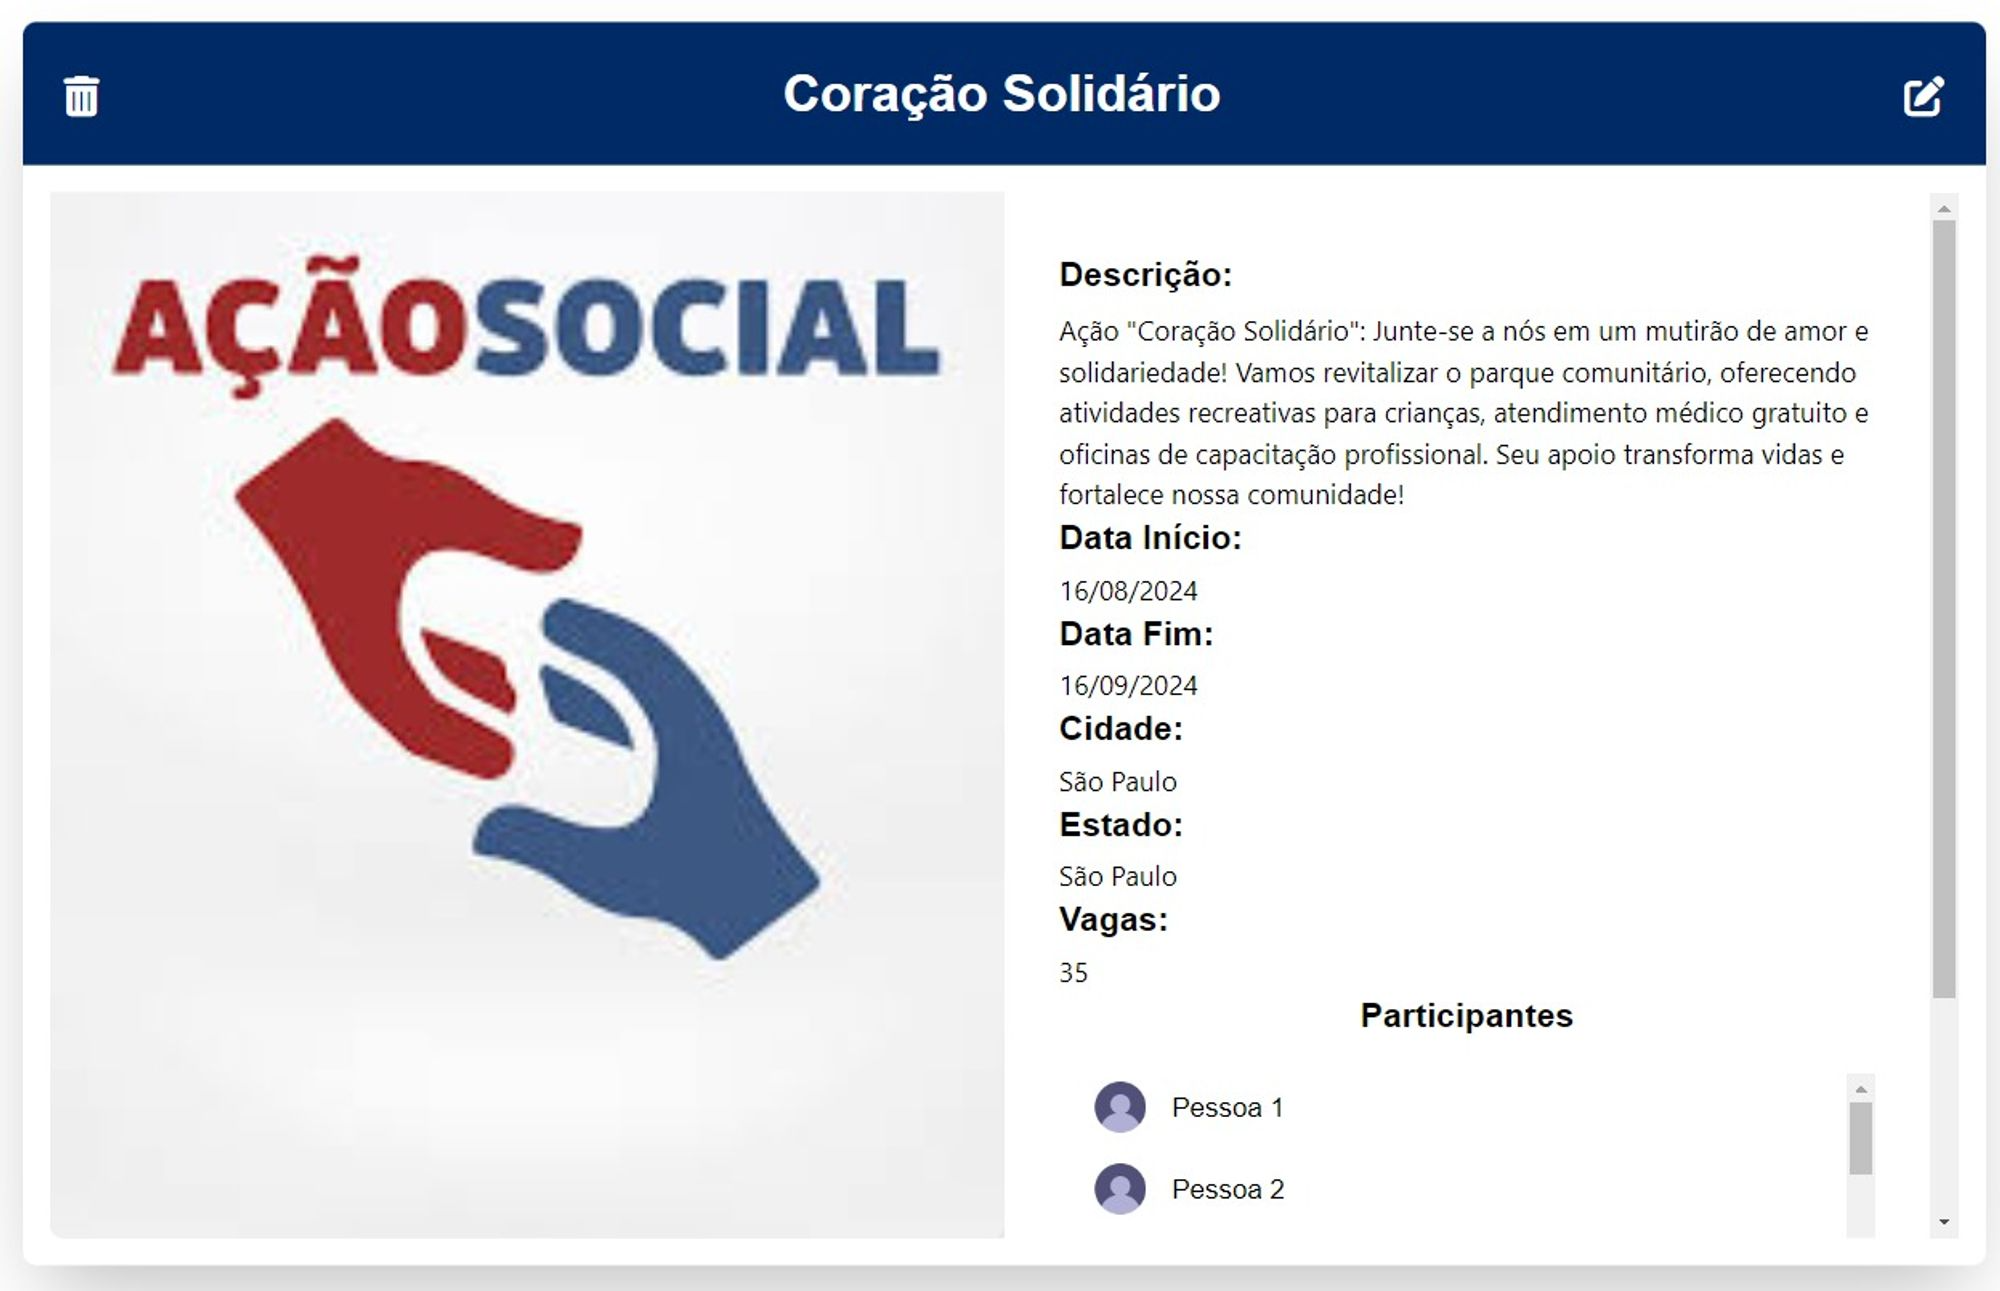 Coração Solidário
AÇÃOSOCIAL
Descrição:
Ação "Coração Solidário": Junte-se a nós em um mutirão de amor e
solidariedade! Vamos revitalizar o parque comunitário, oferecendo
atividades recreativas para crianças, atendimento médico gratuito e
oficinas de capacitação profissional. Seu apoio transforma vidas e
fortalece nossa comunidade!
Data Início:
16/08/2024
Data Fim:
16/09/2024
Cidade:
São Paulo
Estado:
São Paulo
Vagas:
35
Participantes
Pessoa 1
Pessoa 2